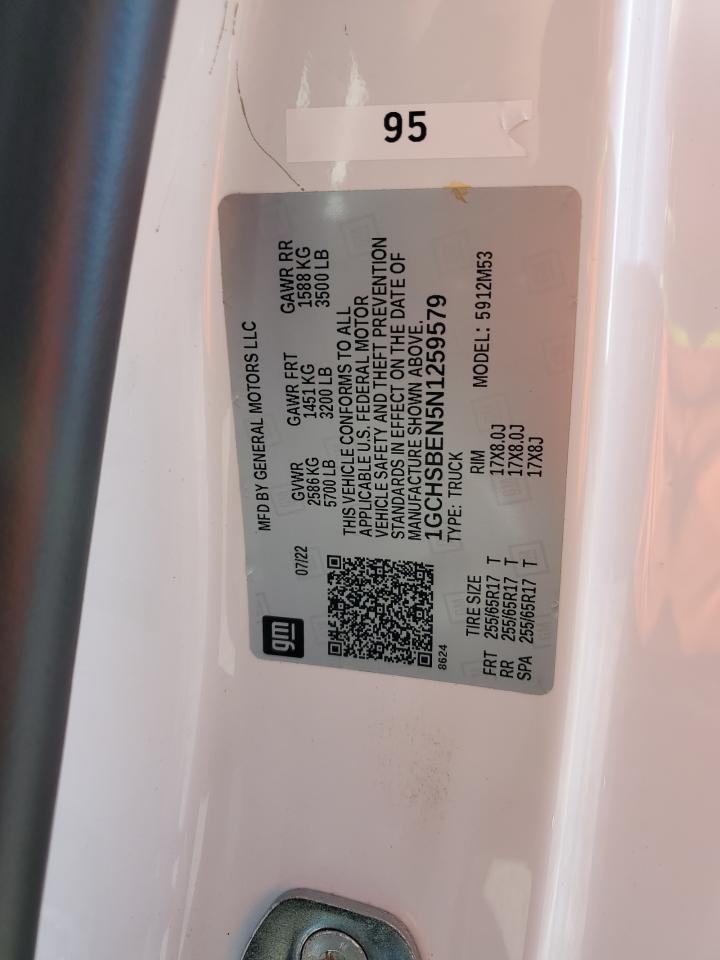 95
MFD BY GENERAL MOTORS LLC
gm
07/22
GVWR GAWR FRT GAWR RR
2586 KG 1451 KG 1588 KG
5700 LB 3200 LB 3500 LB
THIS VEHICLE CONFORMS TO ALL
APPLICABLE U.S. FEDERAL MOTOR
VEHICLE SAFETY AND THEFT PREVENTION
STANDARDS IN EFFECT ON THE DATE OF
MANUFACTURE SHOWN ABOVE.
1GCHSBEN5N1259579
8624
TYPE: TRUCK MODEL: 5912M53
TIRE SIZE RIM
FRT 255/65R17 T 17X8.0J
RR 255/65R17 T 17X8.0J
SPA 255/65R17 T 17X8J